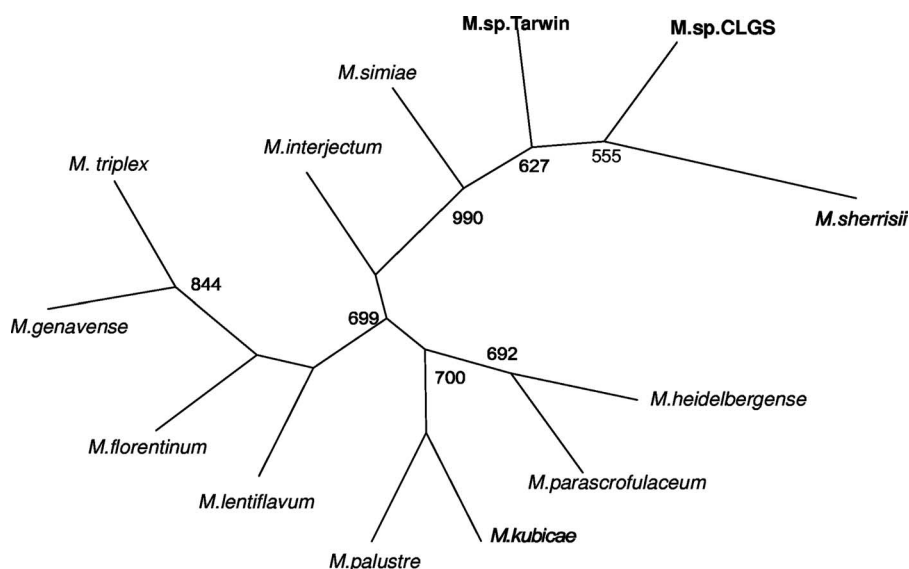 M.sp.Tarwin
M.sp.CLGS
M.simiae
M.interjectum
M. triplex
627
555
990
M.sherrisii
844
M.genavense
699
692
700
M.heidelbergense
M.florentinum
M.parascrofulaceum
M.lentiflavum
M.kubicae
M.palustre